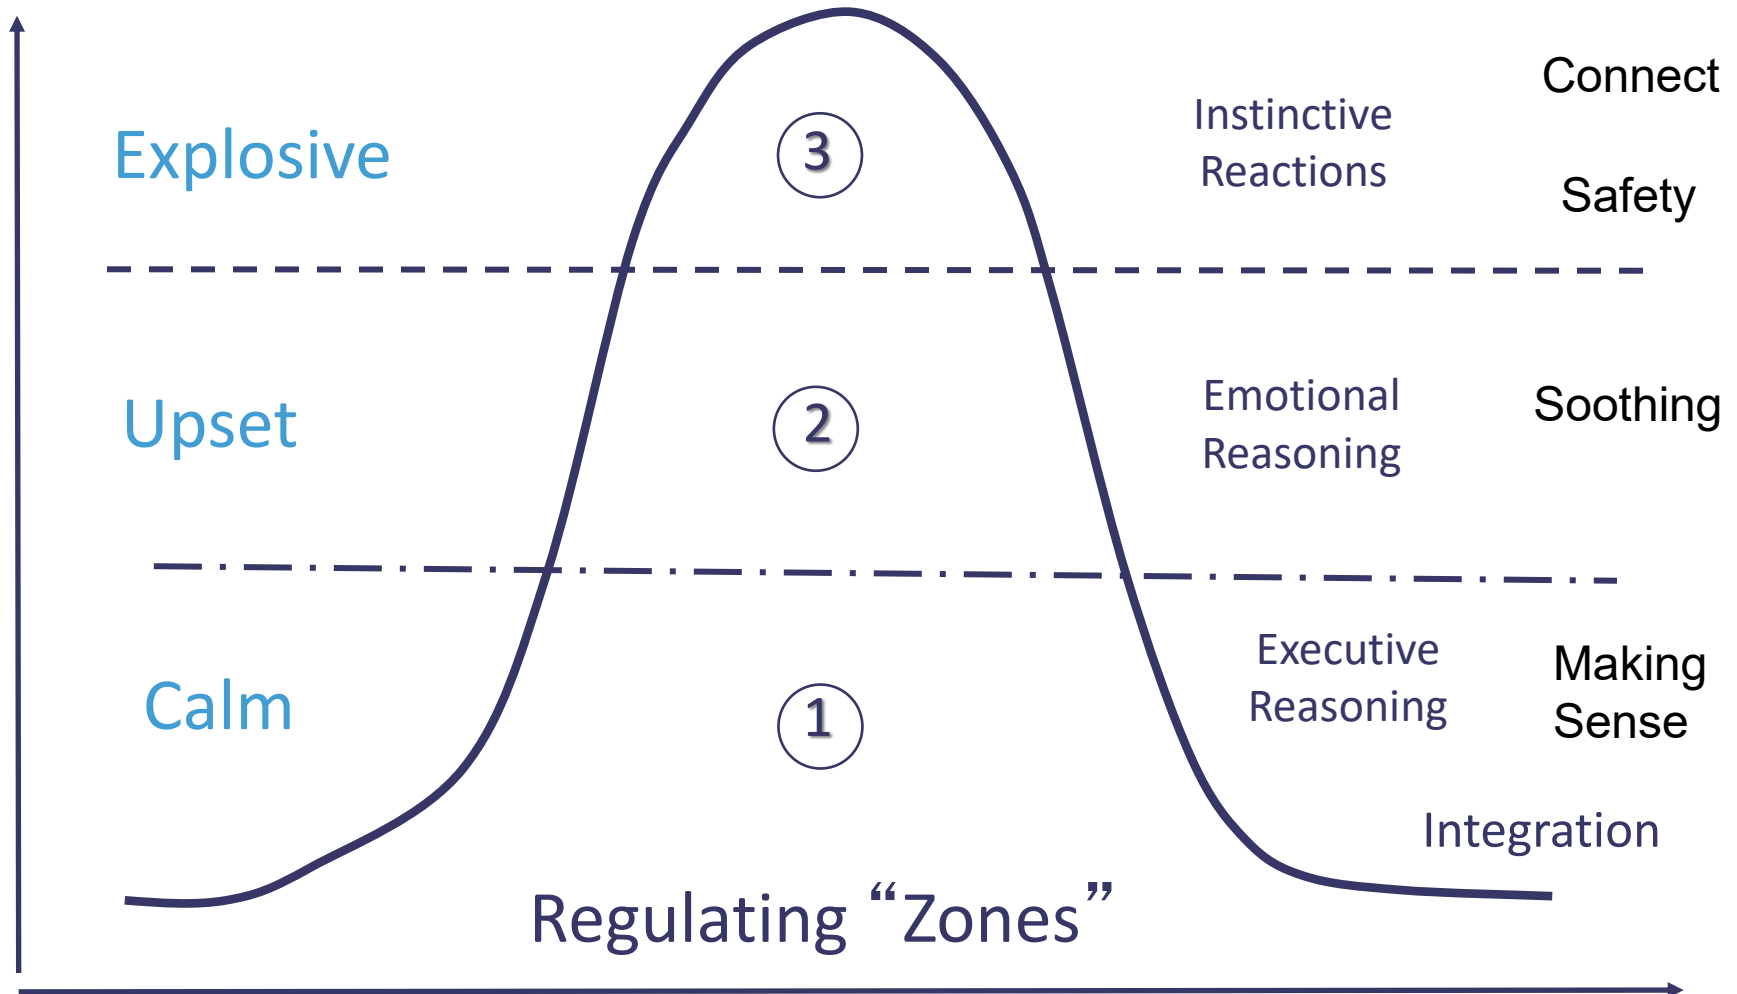 Connect
Explosive
3
Instinctive
Reactions
Safety
Upset
2
Emotional
Reasoning
Soothing
Calm
1
Executive
Reasoning
Making
Sense
Integration
Regulating “Zones”